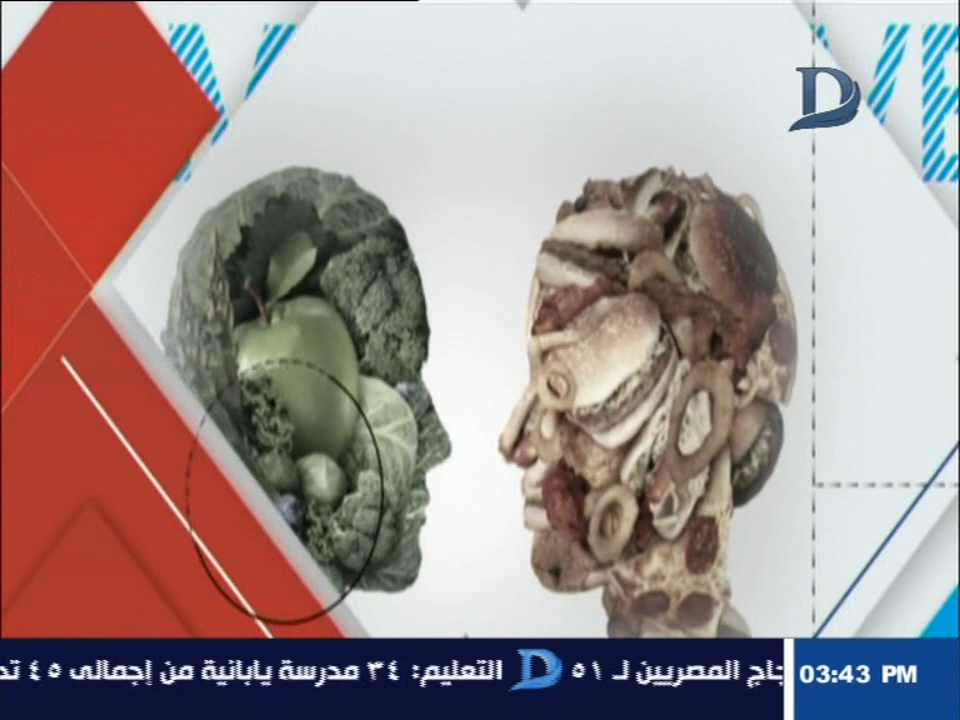 D
جاج المصريين لـ ٥١ D التعليم: ٣٤ مدرسة يابانية من إجمالى ٤٥
03:43 PM